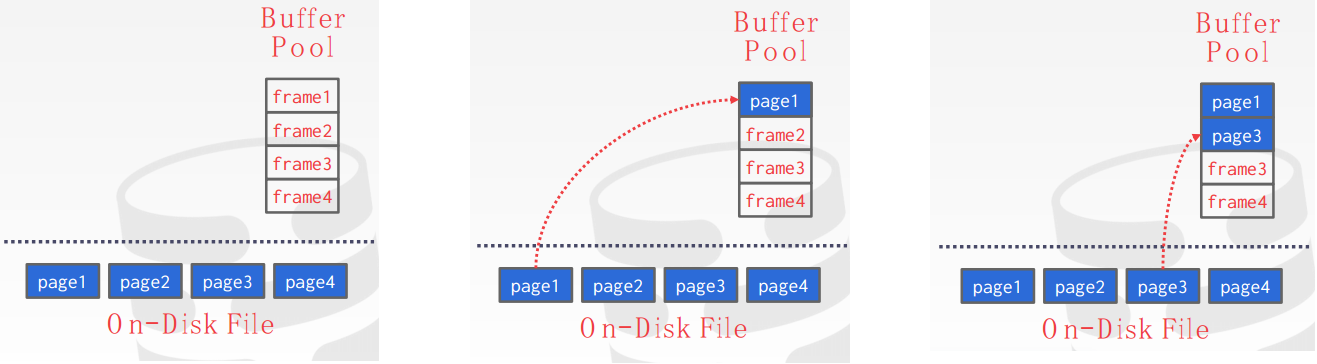 Buffer
Pool
frame1
frame2
frame3
frame4
page1 page2 page3 page4
On-Disk File
Buffer
Pool
page1
frame2
frame3
frame4
page1 page2 page3 page4
On-Disk File
Buffer
Pool
page1
page3
frame3
frame4
page1 page2 page3 page4
On-Disk File